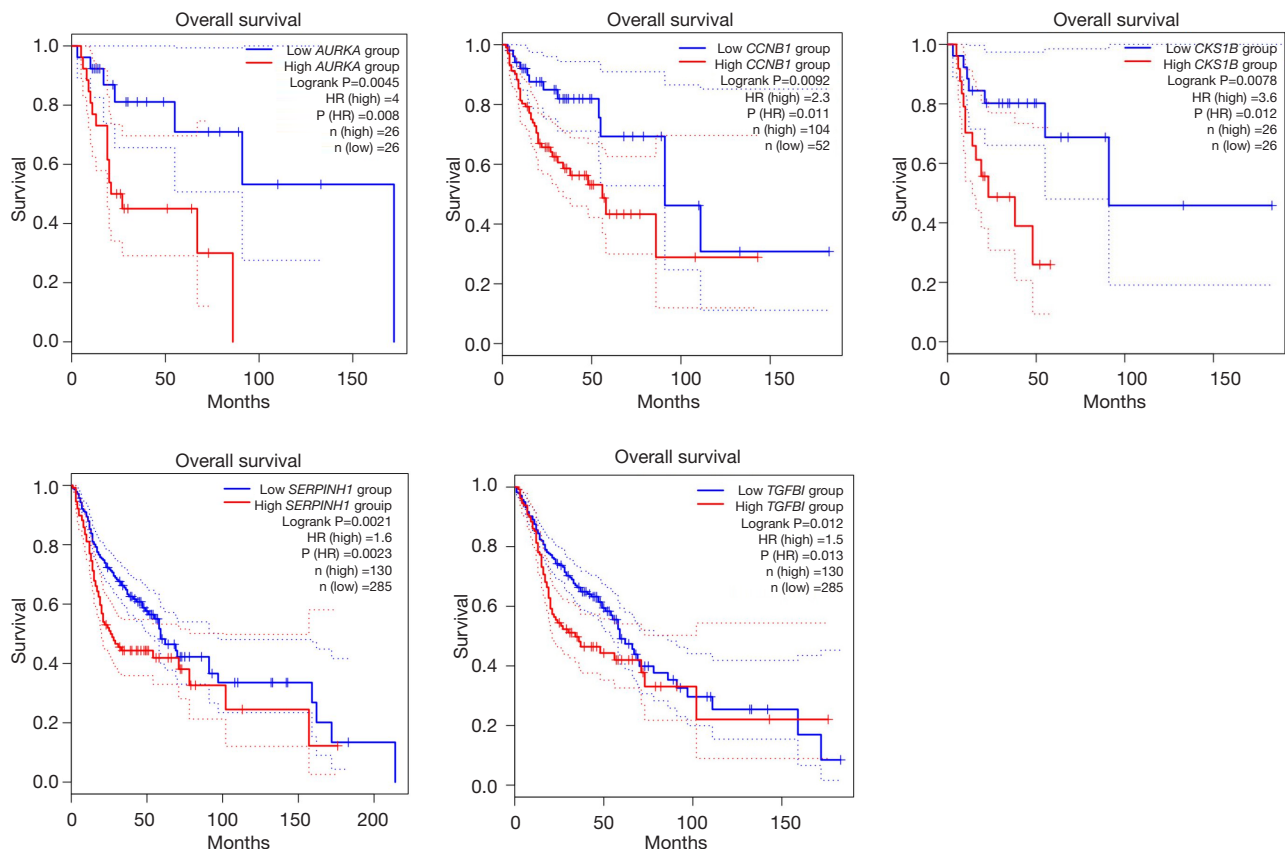 Overall survival
1.0
0.8
0.6
0.4
0.2
0.0
Survival
Low AURKA group
High AURKA group
Logrank P=0.0045
HR (high) =4
P (HR) =0.008
n (high) =26
n (low) =26
0 50 100 150
Months
Overall survival
1.0
0.8
0.6
0.4
0.2
0.0
Survival
Low CCNB1 group
High CCNB1 group
Logrank P=0.0092
HR (high) =2.3
P (HR) =0.011
n (high) =104
n (low) =52
0 50 100 150
Months
Overall survival
1.0
0.8
0.6
0.4
0.2
0.0
Survival
Low CKS1B group
High CKS1B group
Logrank P=0.0078
HR (high) =3.6
P (HR) =0.012
n (high) =26
n (low) =26
0 50 100 150
Months
Overall survival
1.0
0.8
0.6
0.4
0.2
0.0
Survival
Low SERPINH1 group
High SERPINH1 grouip
Logrank P=0.0021
HR (high) =1.6
P (HR) =0.0023
n (high) =130
n (low) =285
0 50 100 150 200
Months
Overall survival
1.0
0.8
0.6
0.4
0.2
0.0
Survival
Low TGFBI group
High TGFBI group
Logrank P=0.012
HR (high) =1.5
P (HR) =0.013
n (high) =130
n (low) =285
0 50 100 150
Months